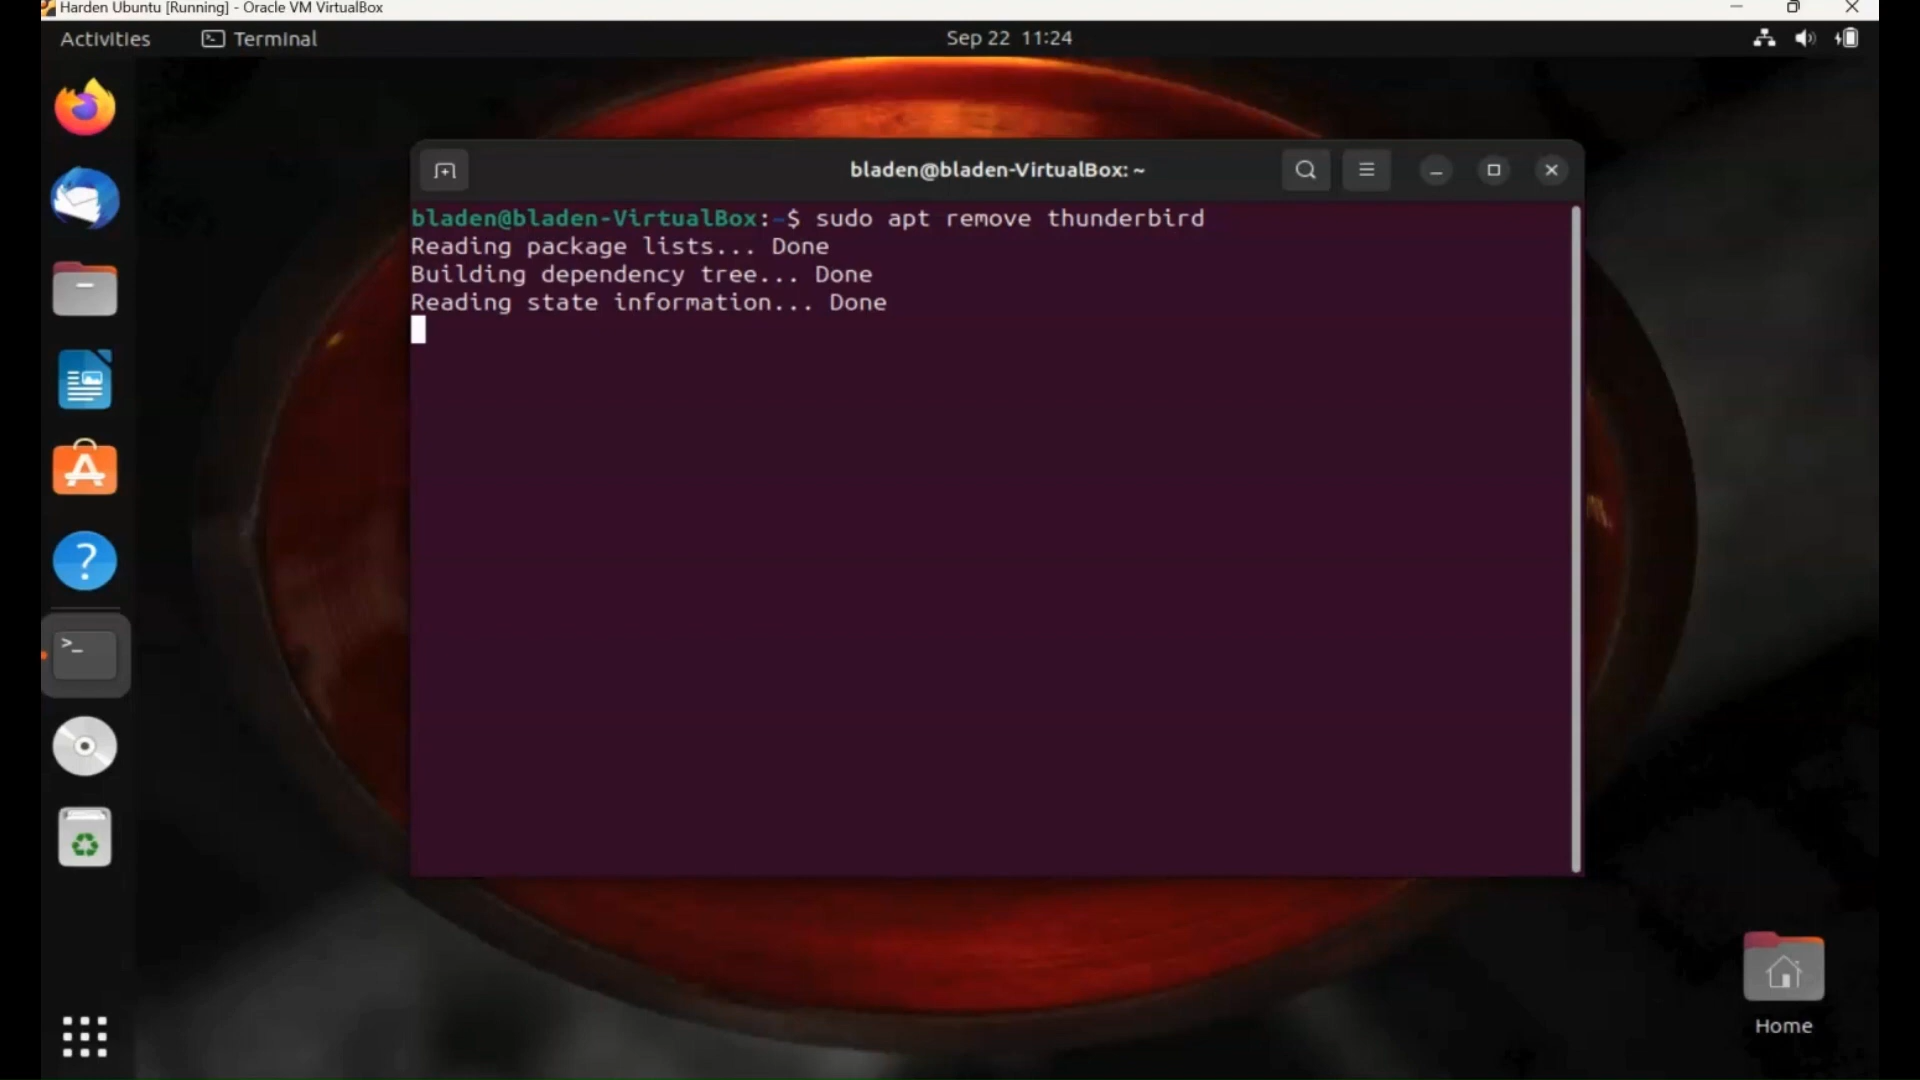 Harden Ubuntu [Running] - Oracle VM VirtualBox
Activities
Terminal
Sep 22 11:24
bladen@bladen-VirtualBox: ~
bladen@bladen-VirtualBox:~$ sudo apt remove thunderbird
Reading package lists... Done
Building dependency tree... Done
Reading state information... Done
Home